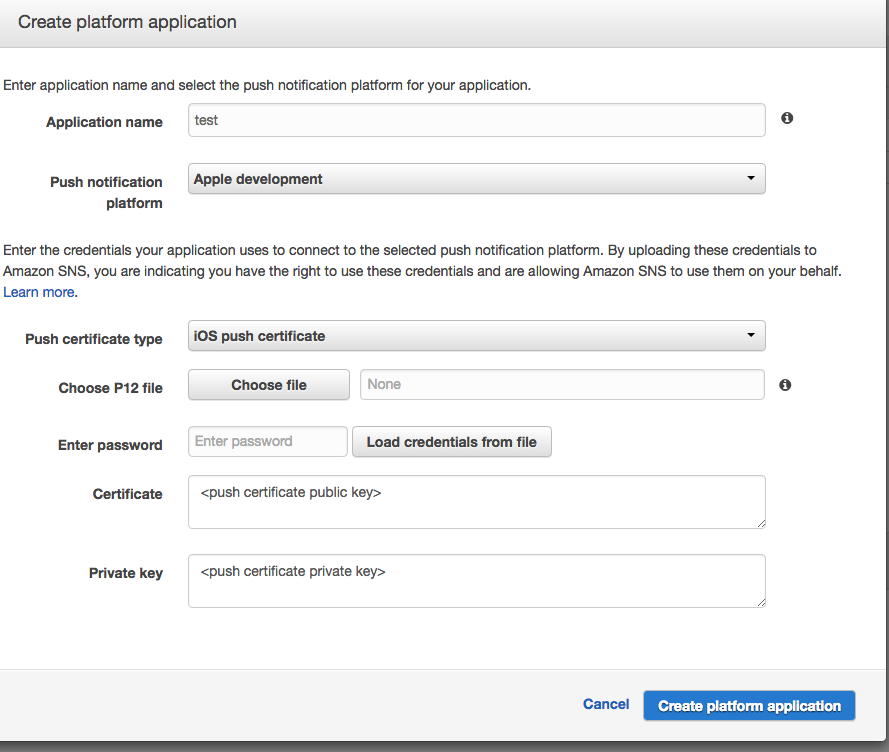 Create platform application
Enter application name and select the push notification platform for your application.
Application name
test
Push notification
platform
Apple development
Enter the credentials your application uses to connect to the selected push notification platform. By uploading these credentials to
Amazon SNS, you are indicating you have the right to use these credentials and are allowing Amazon SNS to use them on your behalf.
Learn more.
Push certificate type
iOS push certificate
Choose P12 file
Choose file
None
Enter password
Enter password
Load credentials from file
Certificate
<push certificate public key>
Private key
<push certificate private key>
Cancel
Create platform application